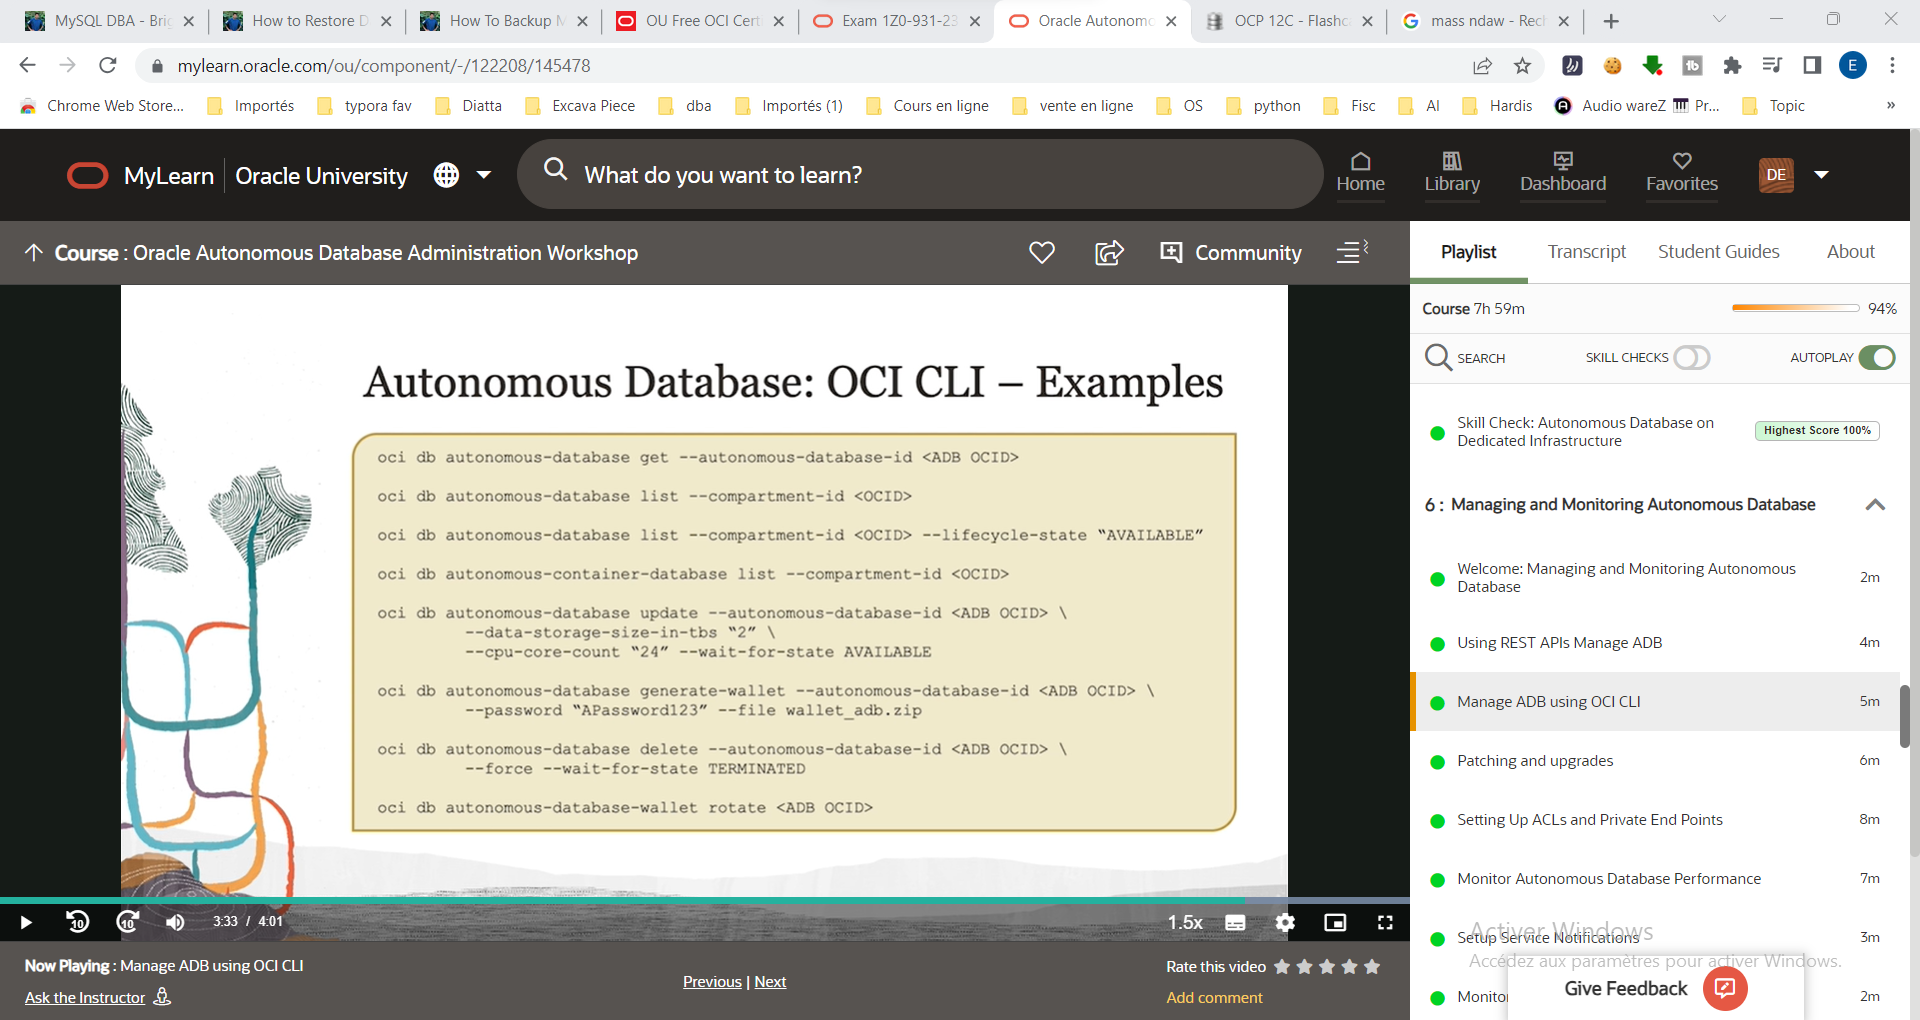 MySQL DBA - Brig
How to Restore D
How To Backup M
OU Free OCI Cert
Exam 1Z0-931-23
Oracle Autonomo
OCP 12C - Flashc
mass ndaw - Rech
mylearn.oracle.com/ou/component/-/122208/145478
E
Chrome Web Store...
Importés
typora fav
Diatta
Excava Piece
dba
Importés (1)
Cours en ligne
vente en ligne
OS
python
Fisc
AI
Hardis
Audio wareZ
Pr...
Topic
»
MyLearn
Oracle University
What do you want to learn?
Home
Library
Dashboard
Favorites
DE
Course : Oracle Autonomous Database Administration Workshop
Community
Autonomous Database: OCI CLI – Examples
oci db autonomous-database get --autonomous-database-id <ADB OCID>
oci db autonomous-database list --compartment-id <OCID>
oci db autonomous-database list --compartment-id <OCID> --lifecycle-state “AVAILABLE”
oci db autonomous-container-database list --compartment-id <OCID>
oci db autonomous-database update --autonomous-database-id <ADB OCID> \
--data-storage-size-in-tbs “2” \
--cpu-core-count “24” --wait-for-state AVAILABLE
oci db autonomous-database generate-wallet --autonomous-database-id <ADB OCID> \
--password “APassword123” --file wallet_adb.zip
oci db autonomous-database delete --autonomous-database-id <ADB OCID> \
--force --wait-for-state TERMINATED
oci db autonomous-database-wallet rotate <ADB OCID>
10
10
3:33 / 4:01
1.5x
Now Playing : Manage ADB using OCI CLI
Ask the Instructor
Previous | Next
Rate this video
Add comment
Playlist
Transcript
Student Guides
About
Course 7h 59m
94%
SEARCH
SKILL CHECKS
AUTOPLAY
Skill Check: Autonomous Database on
Dedicated Infrastructure
Highest Score 100%
6 : Managing and Monitoring Autonomous Database
Welcome: Managing and Monitoring Autonomous
Database
2m
Using REST APIs Manage ADB
4m
Manage ADB using OCI CLI
5m
Patching and upgrades
6m
Setting Up ACLs and Private End Points
8m
Monitor Autonomous Database Performance
7m
Activer Windows
Setup Service Notifications
3m
Accédez aux paramètres pour activer Windows.
Give Feedback
Monitor
2m